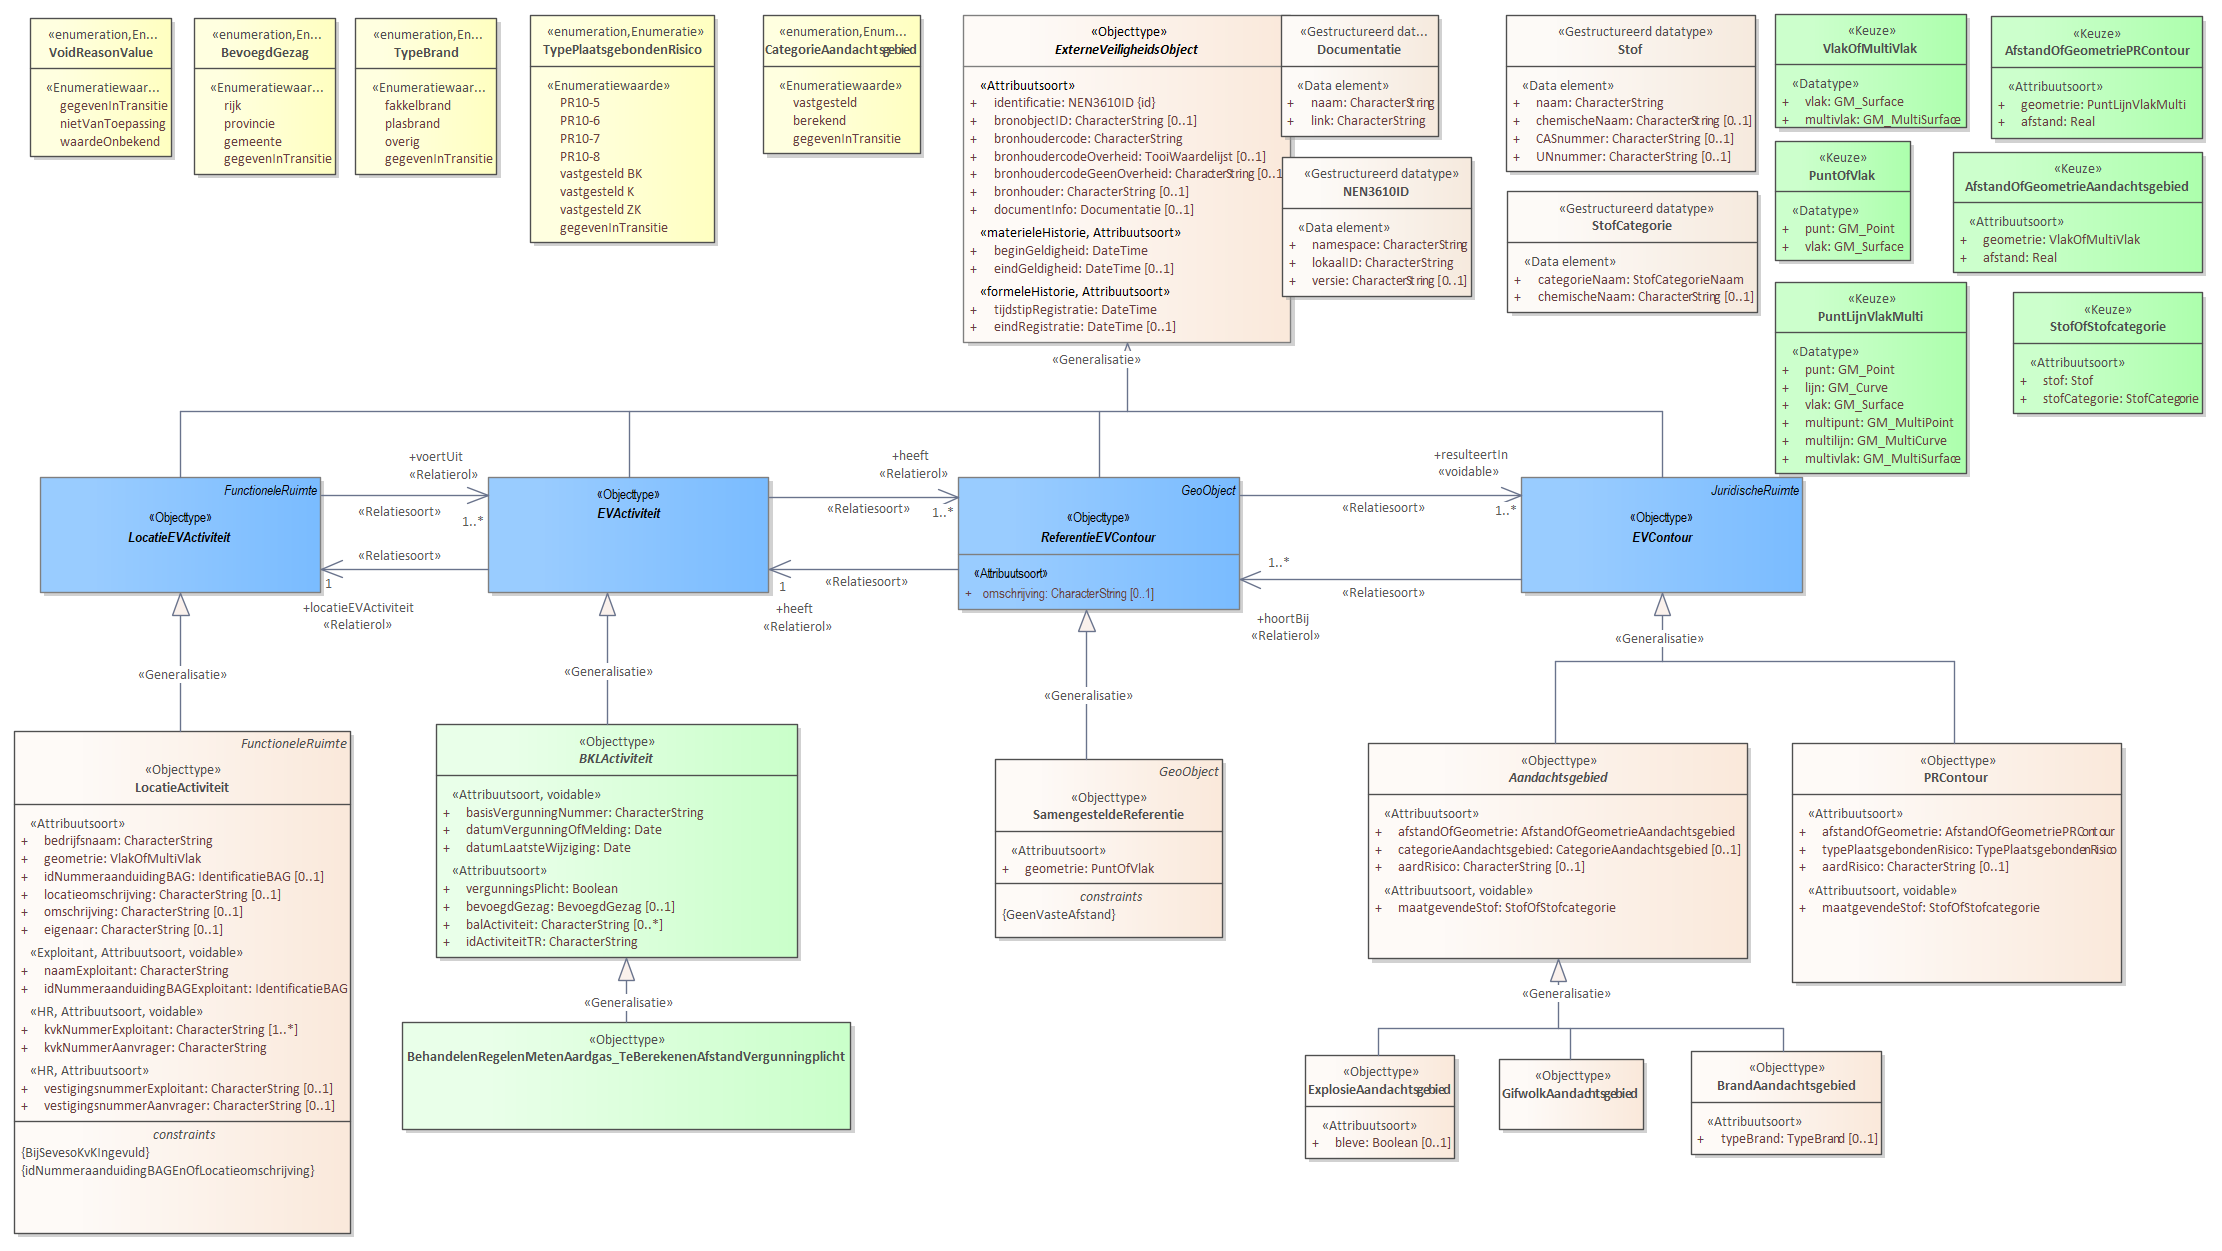 «enumeration,En...
VoidReasonValue
«Enumeratiewaar...
gegevenInTransitie
nietVanToepassing
waardeOnbekend
«enumeration,En...
BevoegdGezag
«Enumeratiewaar...
rijk
provincie
gemeente
gegevenInTransitie
«enumeration,En...
TypeBrand
«Enumeratiewaar...
fakkelbrand
plasbrand
overig
gegevenInTransitie
«enumeration,Enumeratie»
TypePlaatsgebondenRisico
«Enumeratiewaarde»
PR10-5
PR10-6
PR10-7
PR10-8
vastgesteld BK
vastgesteld K
vastgesteld ZK
gegevenInTransitie
«enumeration,Enum...
CategorieAandachtsgebied
«Enumeratiewaarde»
vastgesteld
berekend
gegevenInTransitie
«Objecttype»
ExterneVeiligheidsObject
«Attribuutsoort»
+ identificatie: NEN3610ID {id}
+ bronobjectID: CharacterString [0..1]
+ bronhoudercode: CharacterString
+ bronhoudercodeOverheid: TooiWaardelijst [0..1]
+ bronhoudercodeGeenOverheid: CharacterString [0..1
+ bronhouder: CharacterString [0..1]
+ documentInfo: Documentatie [0..1]
«materieleHistorie, Attribuutsoort»
+ beginGeldigheid: DateTime
+ eindGeldigheid: DateTime [0..1]
«formeleHistorie, Attribuutsoort»
+ tijdstipRegistratie: DateTime
+ eindRegistratie: DateTime [0..1]
«Gestructureerd dat...
Documentatie
«Data element»
+ naam: CharacterString
+ link: CharacterString
«Gestructureerd datatype»
NEN3610ID
«Data element»
+ namespace: CharacterString
+ lokaalID: CharacterString
+ versie: CharacterString [0..1]
«Gestructureerd datatype»
Stof
«Data element»
+ naam: CharacterString
+ chemischeNaam: CharacterString [0..1]
+ CASnummer: CharacterString [0..1]
+ UNnummer: CharacterString [0..1]
«Gestructureerd datatype»
StofCategorie
«Data element»
+ categorieNaam: StofCategorieNaam
+ chemischeNaam: CharacterString [0..1]
«Keuze»
VlakOfMultiVlak
«Datatype»
+ vlak: GM_Surface
+ multivlak: GM_MultiSurface
«Keuze»
PuntOfVlak
«Datatype»
+ punt: GM_Point
+ vlak: GM_Surface
«Keuze»
PuntLijnVlakMulti
«Datatype»
+ punt: GM_Point
+ lijn: GM_Curve
+ vlak: GM_Surface
+ multipunt: GM_MultiPoint
+ multilijn: GM_MultiCurve
+ multivlak: GM_MultiSurface
«Keuze»
AfstandOfGeometriePRContour
«Attribuutsoort»
+ geometrie: PuntLijnVlakMulti
+ afstand: Real
«Keuze»
AfstandOfGeometrieAandachtsgebied
«Attribuutsoort»
+ geometrie: VlakOfMultiVlak
+ afstand: Real
«Keuze»
StofOfStofcategorie
«Attribuutsoort»
+ stof: Stof
+ stofCategorie: StofCategorie
«Generalisatie»
FunctioneleRuimte
«Objecttype»
LocatieEVActiviteit
+voertUit
«Relatierol»
«Relatiesoort»
1..*
«Relatiesoort»
1
+locatieEVActiviteit
«Relatierol»
«Objecttype»
EVActiviteit
+heeft
«Relatierol»
«Relatiesoort»
1..*
«Relatiesoort»
1
+heeft
«Relatierol»
GeoObject
«Objecttype»
ReferentieEVContour
«Attribuutsoort»
+ omschrijving: CharacterString [0..1]
+resulteertIn
«voidable»
«Relatiesoort»
1..*
1..*
«Relatiesoort»
+hoortBij
«Relatierol»
JuridischeRuimte
«Objecttype»
EVContour
«Generalisatie»
«Generalisatie»
«Generalisatie»
«Generalisatie»
FunctioneleRuimte
«Objecttype»
LocatieActiviteit
«Attribuutsoort»
+ bedrijfsnaam: CharacterString
+ geometrie: VlakOfMultiVlak
+ idNummeraanduidingBAG: IdentificatieBAG [0..1]
+ locatieomschrijving: CharacterString [0..1]
+ omschrijving: CharacterString [0..1]
+ eigenaar: CharacterString [0..1]
«Exploitant, Attribuutsoort, voidable»
+ naamExploitant: CharacterString
+ idNummeraanduidingBAGExploitant: IdentificatieBAG
«HR, Attribuutsoort, voidable»
+ kvkNummerExploitant: CharacterString [1..*]
+ kvkNummerAanvrager: CharacterString
«HR, Attribuutsoort»
+ vestigingsnummerExploitant: CharacterString [0..1]
+ vestigingsnummerAanvrager: CharacterString [0..1]
constraints
{BijSevesoKvKIngevuld}
{idNummeraanduidingBAGEnOfLocatieomschrijving}
«Objecttype»
BKLActiviteit
«Attribuutsoort, voidable»
+ basisVergunningNummer: CharacterString
+ datumVergunningOfMelding: Date
+ datumLaatsteWijziging: Date
«Attribuutsoort»
+ vergunningsPlicht: Boolean
+ bevoegdGezag: BevoegdGezag [0..1]
+ balActiviteit: CharacterString [0..*]
+ idActiviteitTR: CharacterString
«Generalisatie»
«Objecttype»
BehandelenRegelenMetenAardgas_TeBerekenenAfstandVergunningplicht
GeoObject
«Objecttype»
SamengesteldeReferentie
«Attribuutsoort»
+ geometrie: PuntOfVlak
constraints
{GeenVasteAfstand}
«Objecttype»
Aandachtsgebied
«Attribuutsoort»
+ afstandOfGeometrie: AfstandOfGeometrieAandachtsgebied
+ categorieAandachtsgebied: CategorieAandachtsgebied [0..1]
+ aardRisico: CharacterString [0..1]
«Attribuutsoort, voidable»
+ maatgevendeStof: StofOfStofcategorie
«Objecttype»
PRContour
«Attribuutsoort»
+ afstandOfGeometrie: AfstandOfGeometriePRContour
+ typePlaatsgebondenRisico: TypePlaatsgebondenRisico
+ aardRisico: CharacterString [0..1]
«Attribuutsoort, voidable»
+ maatgevendeStof: StofOfStofcategorie
«Generalisatie»
«Objecttype»
ExplosieAandachtsgebied
«Attribuutsoort»
+ bleve: Boolean [0..1]
«Objecttype»
GifwolkAandachtsgebied
«Objecttype»
BrandAandachtsgebied
«Attribuutsoort»
+ typeBrand: TypeBrand [0..1]